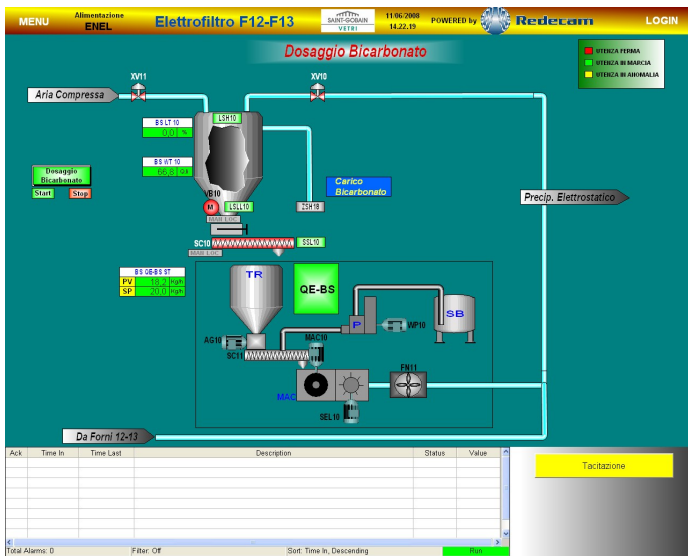 MENU
Alimentazione
ENEL
Elettrofiltro F12-F13
SAINT-GOBAIN
VETRI
11/06/2008
14.22.19
POWERED by
Redecam
LOGIN
Dosaggio Bicarbonato
UTENZA FERMA
UTENZA IN MARCIA
UTENZA IN ANOMALIA
XV11
XV10
Aria Compressa
LSH10
BS LT 10
0,0 %
BS WT 10
66,8
Dosaggio
Bicarbonato
Start
Stop
VB10
M
LSLL10
MAN LOC
Carico
Bicarbonato
ZSH18
Precip. Elettrostatico
SC10
SSL10
MAN LOC
BS QE-BS ST
PV 18,2 Kg/h
SP 20,0 Kg/h
TR
QE-BS
SB
P
WP10
AG10
MAC10
SC11
FN11
MAC
SEL10
Da Forni 12-13
Ack Time In Time Last Description Status Value
Tacitazione
Total Alarms: 0 Filter: Off Sort: Time In, Descending Run